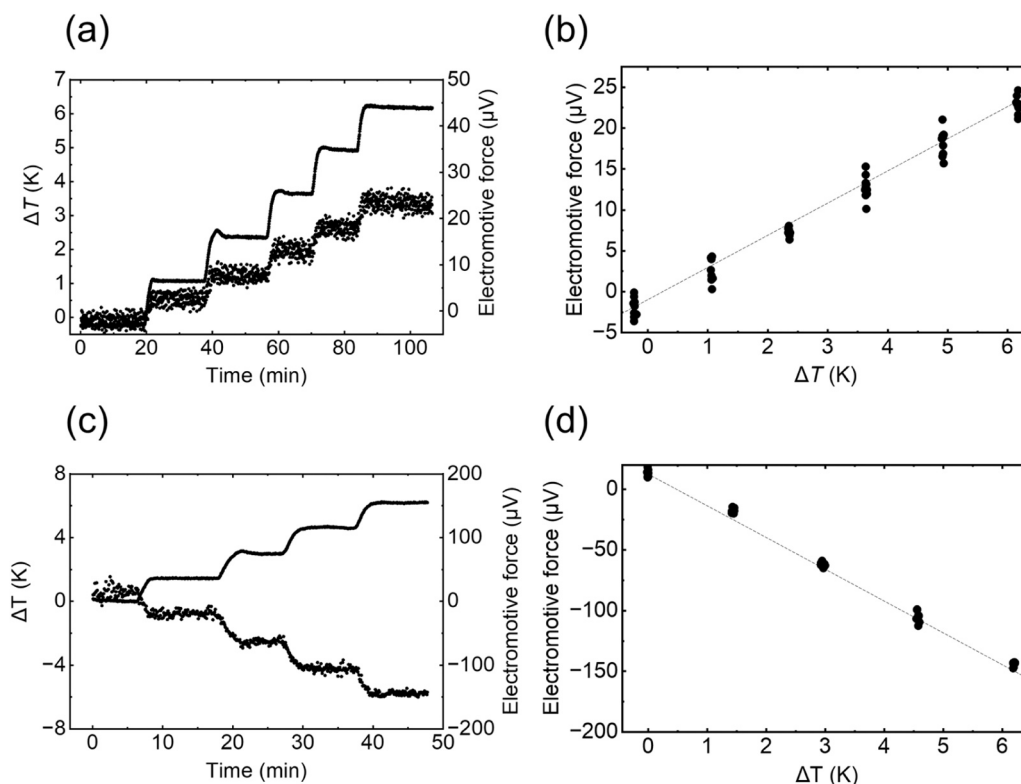 (a)
7
6
5
4
3
2
1
0
ΔT (K)
50
40
30
20
10
0
Electromotive force (μV)
0 20 40 60 80 100
Time (min)
(b)
25
20
15
10
5
0
−5
Electromotive force (μV)
0 1 2 3 4 5 6
ΔT (K)
(c)
8
4
0
−4
−8
ΔT (K)
200
100
0
−100
−200
Electromotive force (μV)
0 10 20 30 40 50
Time (min)
(d)
0
−50
−100
−150
−200
Electromotive force (μV)
0 1 2 3 4 5 6
ΔT (K)